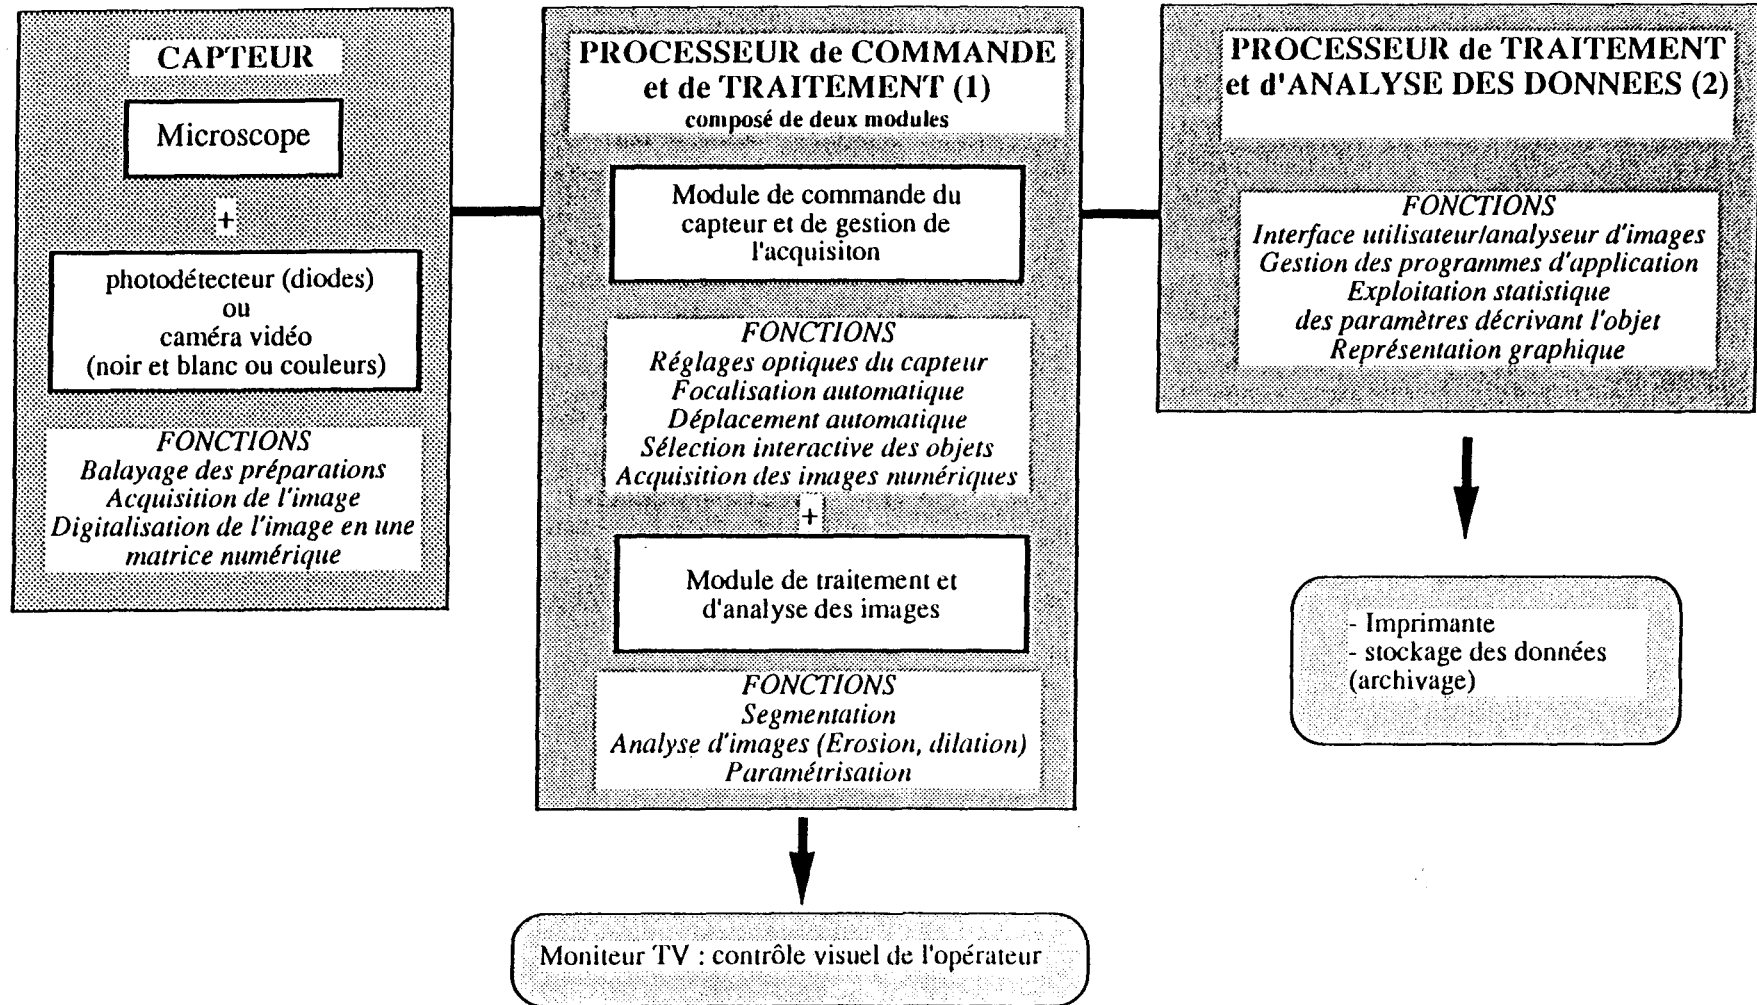 CAPTEUR
Microscope
+
photodétecteur (diodes)
ou
caméra vidéo
(noir et blanc ou couleurs)
FONCTIONS
Balayage des préparations
Acquisition de l'image
Digitalisation de l'image en une
matrice numérique
PROCESSEUR de COMMANDE
et de TRAITEMENT (1)
composé de deux modules
Module de commande du
capteur et de gestion de
l'acquisiton
FONCTIONS
Réglages optiques du capteur
Focalisation automatique
Déplacement automatique
Sélection interactive des objets
Acquisition des images numériques
+
Module de traitement et
d'analyse des images
FONCTIONS
Segmentation
Analyse d'images (Erosion, dilation)
Paramétrisation
Moniteur TV : contrôle visuel de l'opérateur
PROCESSEUR de TRAITEMENT
et d'ANALYSE DES DONNEES (2)
FONCTIONS
Interface utilisateur/analyseur d'images
Gestion des programmes d'application
Exploitation statistique
des paramètres décrivant l'objet
Représentation graphique
- Imprimante
- stockage des données
(archivage)